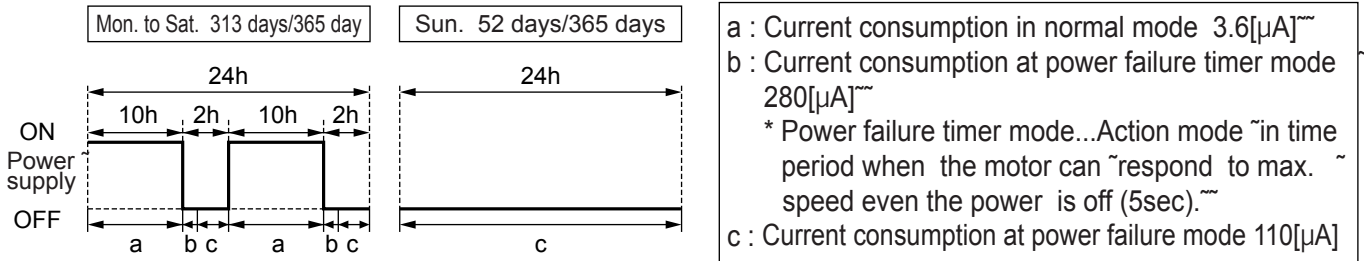 Mon. to Sat. 313 days/365 day
Sun. 52 days/365 days
24h
24h
10h 2h 10h 2h
ON
Power ˜
supply
OFF
a b c a b c
c
a : Current consumption in normal mode 3.6[μA]˜˜
b : Current consumption at power failure timer mode ˜
280[μA]˜˜
* Power failure timer mode...Action mode ˜in time
period when the motor can ˜respond to max. ˜
speed even the power is off (5sec).˜˜
c : Current consumption at power failure mode 110[μA]